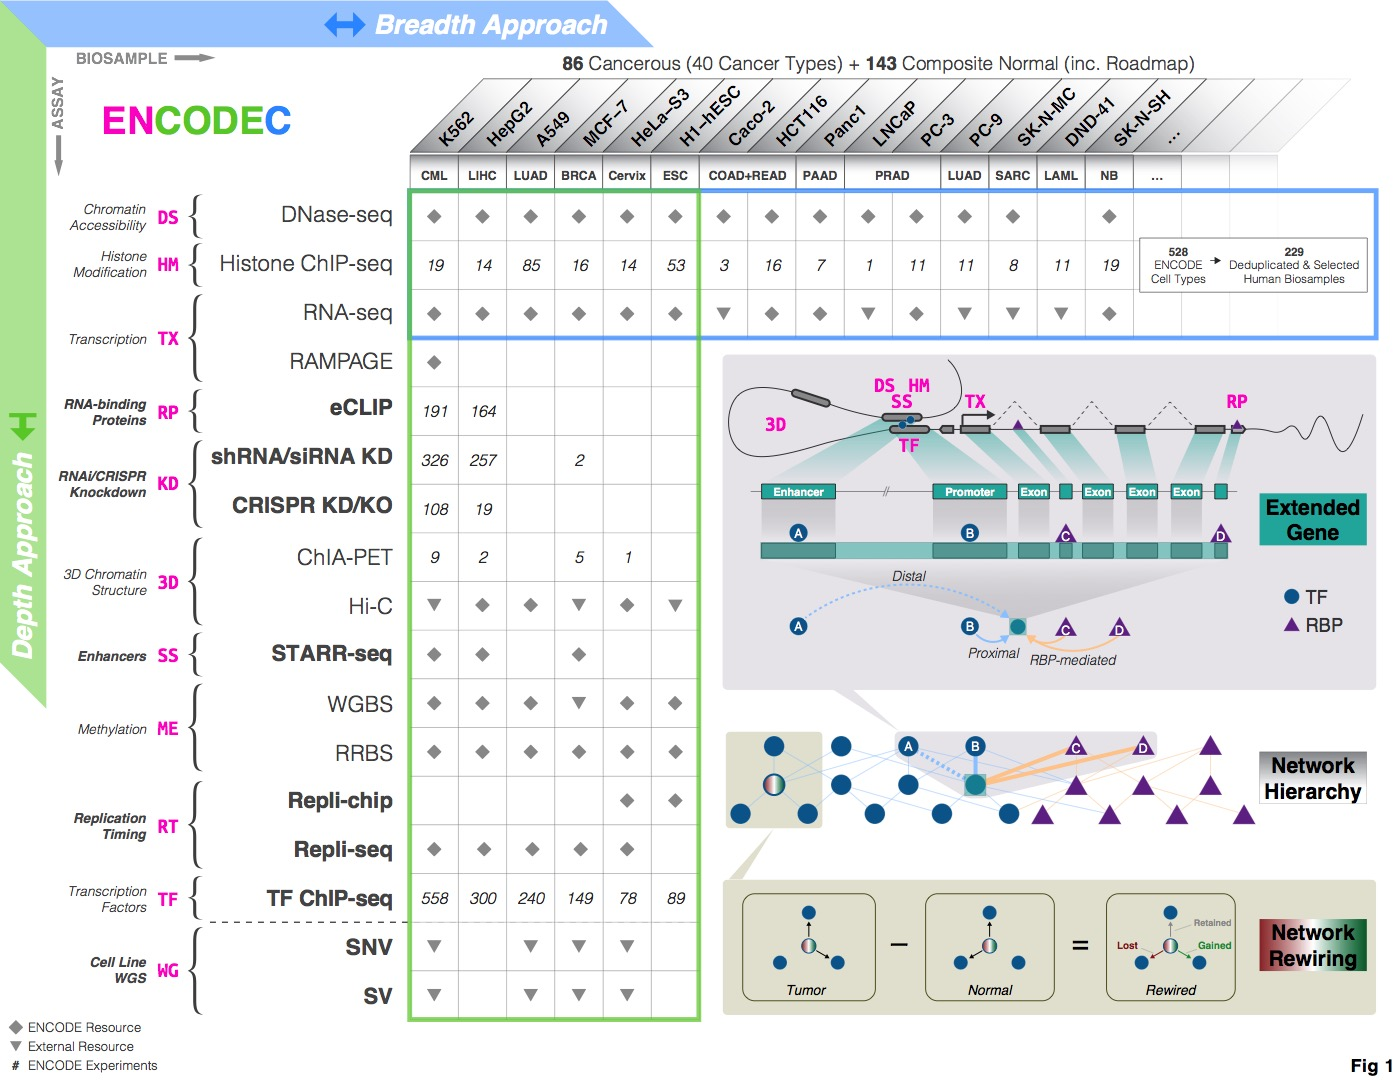 Breadth Approach
BIOSAMPLE
86 Cancerous (40 Cancer Types) + 143 Composite Normal (inc. Roadmap)
ASSAY
ENCODEC
K562 HepG2 A549 MCF-7 HeLa-S3 H1-hESC Caco-2 HCT116 Panc1 LNCaP PC-3 PC-9 SK-N-MC DND-41 SK-N-SH ...
CML LIHC LUAD BRCA Cervix ESC COAD+READ PAAD PRAD LUAD SARC LAML NB ...
Chromatin
Accessibility
DS
DNase-seq
Histone
Modification
HM
Histone ChIP-seq 19 14 85 16 14 53 3 16 7 1 11 11 8 11 19
528
ENCODE
Cell Types
229
Deduplicated & Selected
Human Biosamples
Transcription
TX
RNA-seq
RAMPAGE
RNA-binding
Proteins
RP
eCLIP 191 164
RNAi/CRISPR
Knockdown
KD
shRNA/siRNA KD 326 257 2
CRISPR KD/KO 108 19
3D Chromatin
Structure
3D
ChIA-PET 9 2 5 1
Hi-C
Enhancers
SS
STARR-seq
Methylation
ME
WGBS
RRBS
Replication
Timing
RT
Repli-chip
Repli-seq
Transcription
Factors
TF
TF ChIP-seq 558 300 240 149 78 89
Cell Line
WGS
WG
SNV
SV
Depth Approach
ENCODE Resource
External Resource
# ENCODE Experiments
DS HM
SS
TX
RP
3D
TF
Enhancer // Promoter Exon Exon Exon Exon
A B C D
Extended
Gene
Distal
A B C D
Proximal
RBP-mediated
TF
RBP
A B C D
Network
Hierarchy
Tumor
–
Normal
=
Retained
Lost
Gained
Rewired
Network
Rewiring
Fig 1